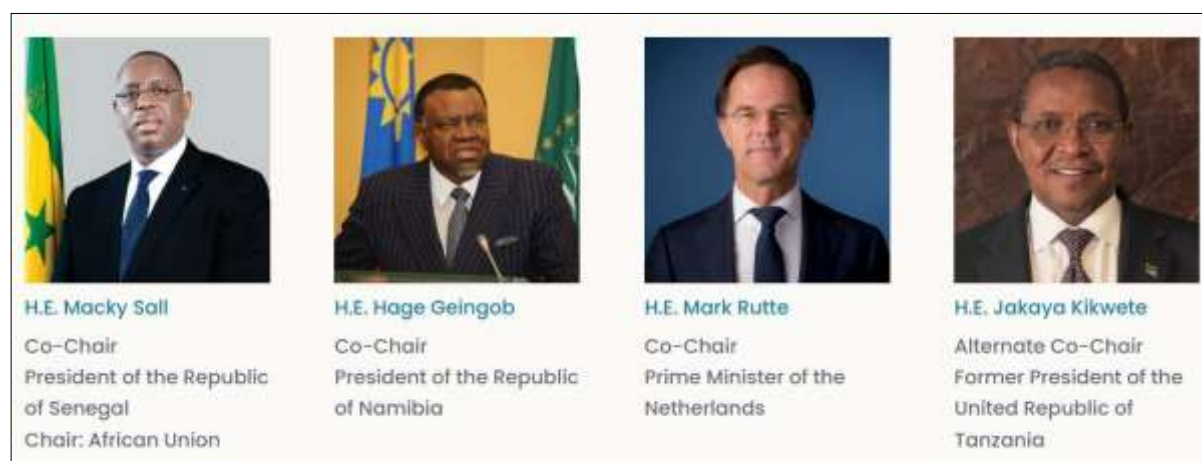 H.E. Macky Sall
Co-Chair
President of the Republic
of Senegal
Chair: African Union
H.E. Hage Geingob
Co-Chair
President of the Republic
of Namibia
H.E. Mark Rutte
Co-Chair
Prime Minister of the
Netherlands
H.E. Jakaya Kikwete
Alternate Co-Chair
Former President of the
United Republic of
Tanzania